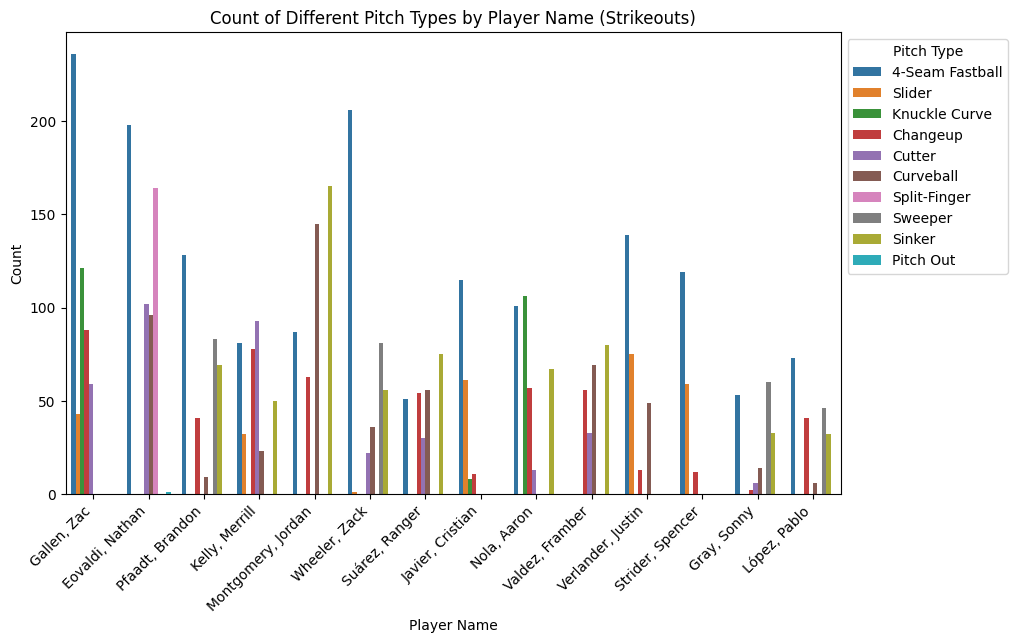 Count of Different Pitch Types by Player Name (Strikeouts)
Count
200
150
100
50
0
Gallen, Zac
Eovaldi, Nathan
Pfaadt, Brandon
Kelly, Merrill
Montgomery, Jordan
Wheeler, Zack
Suárez, Ranger
Javier, Cristian
Nola, Aaron
Valdez, Framber
Verlander, Justin
Strider, Spencer
Gray, Sonny
López, Pablo
Player Name
Pitch Type
4-Seam Fastball
Slider
Knuckle Curve
Changeup
Cutter
Curveball
Split-Finger
Sweeper
Sinker
Pitch Out